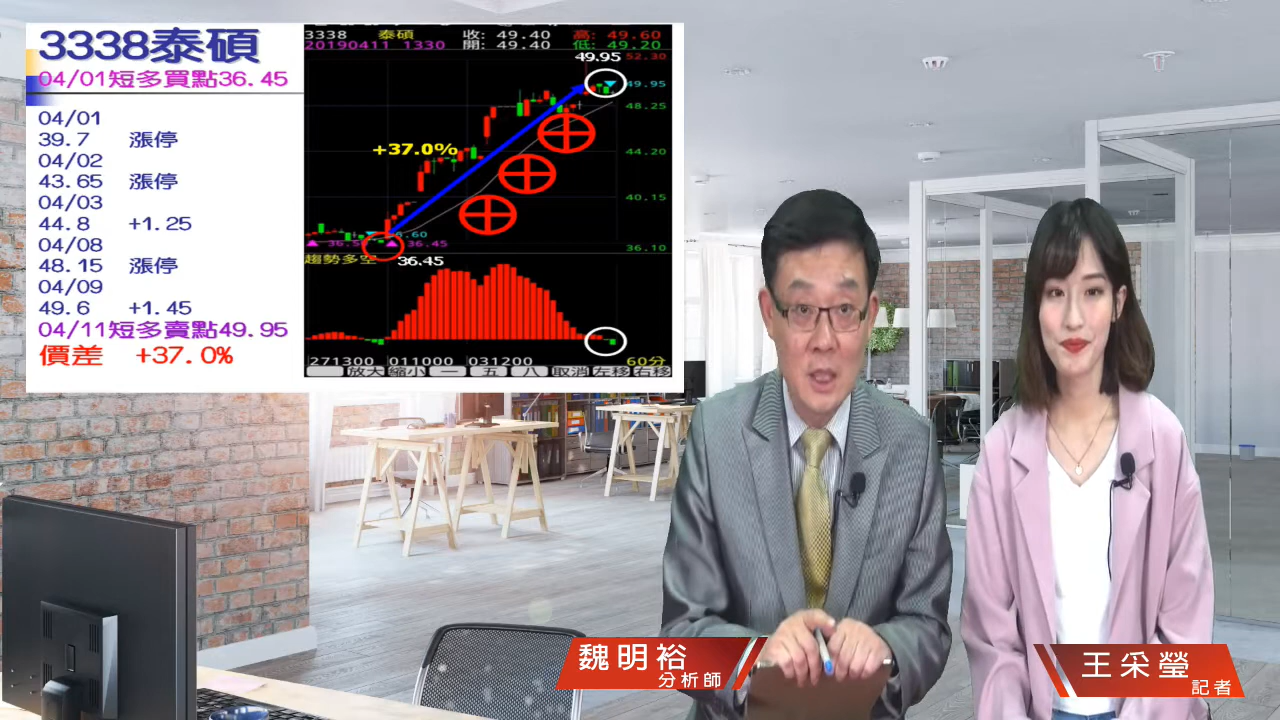 3338泰碩
04/01短多買點36.45
04/01
39.7 漲停
04/02
43.65 漲停
04/03
44.8 +1.25
04/08
48.15 漲停
04/09
49.6 +1.45
04/11短多賣點49.95
價差 +37.0%
3338 泰碩 收: 49.40 高: 49.60
20190411 1330 開: 49.40 低: 49.20
49.95 52.30
49.95
48.25
+37.0%
44.20
40.15
36.45
36.10
趨勢多空 36.45
271300 011000 031200 60分
放大 縮小 一 五 八 取消 左移 右移
魏明裕
分析師
王采瑩
記者